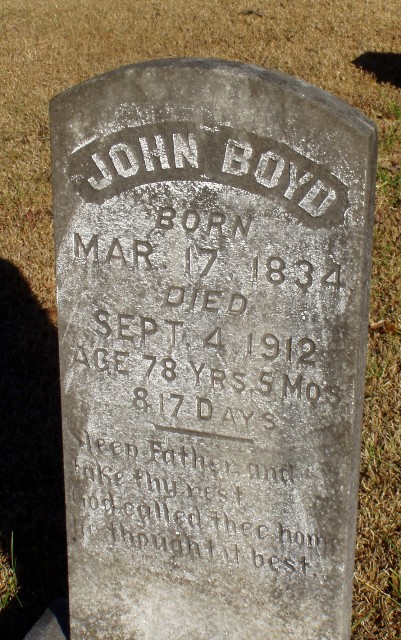 JOHN BOYD
BORN
MAR. 17, 1834
DIED
SEPT. 4, 1912
AGE 78 YRS. 5 MOS.
& 17 DAYS
Sleep Father, and
take thy rest,
God called thee home
He thought it best.